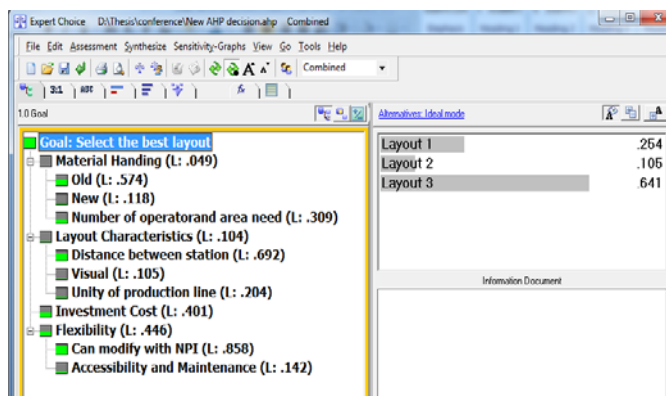 Expert Choice D:\Thesis\conference\New AHP decision.ahp Combined
File Edit Assessment Synthesize Sensitivity-Graphs View Go Tools Help
Combined
3:1 ABC
1.0 Goal
Alternatives: Ideal mode
Goal: Select the best layout
Material Handing (L: .049)
Old (L: .574)
New (L: .118)
Number of operatorand area need (L: .309)
Layout Characteristics (L: .104)
Distance between station (L: .692)
Visual (L: .105)
Unity of production line (L: .204)
Investment Cost (L: .401)
Flexibility (L: .446)
Can modify with NPI (L: .858)
Accessibility and Maintenance (L: .142)
Layout 1 .254
Layout 2 .105
Layout 3 .641
Information Document